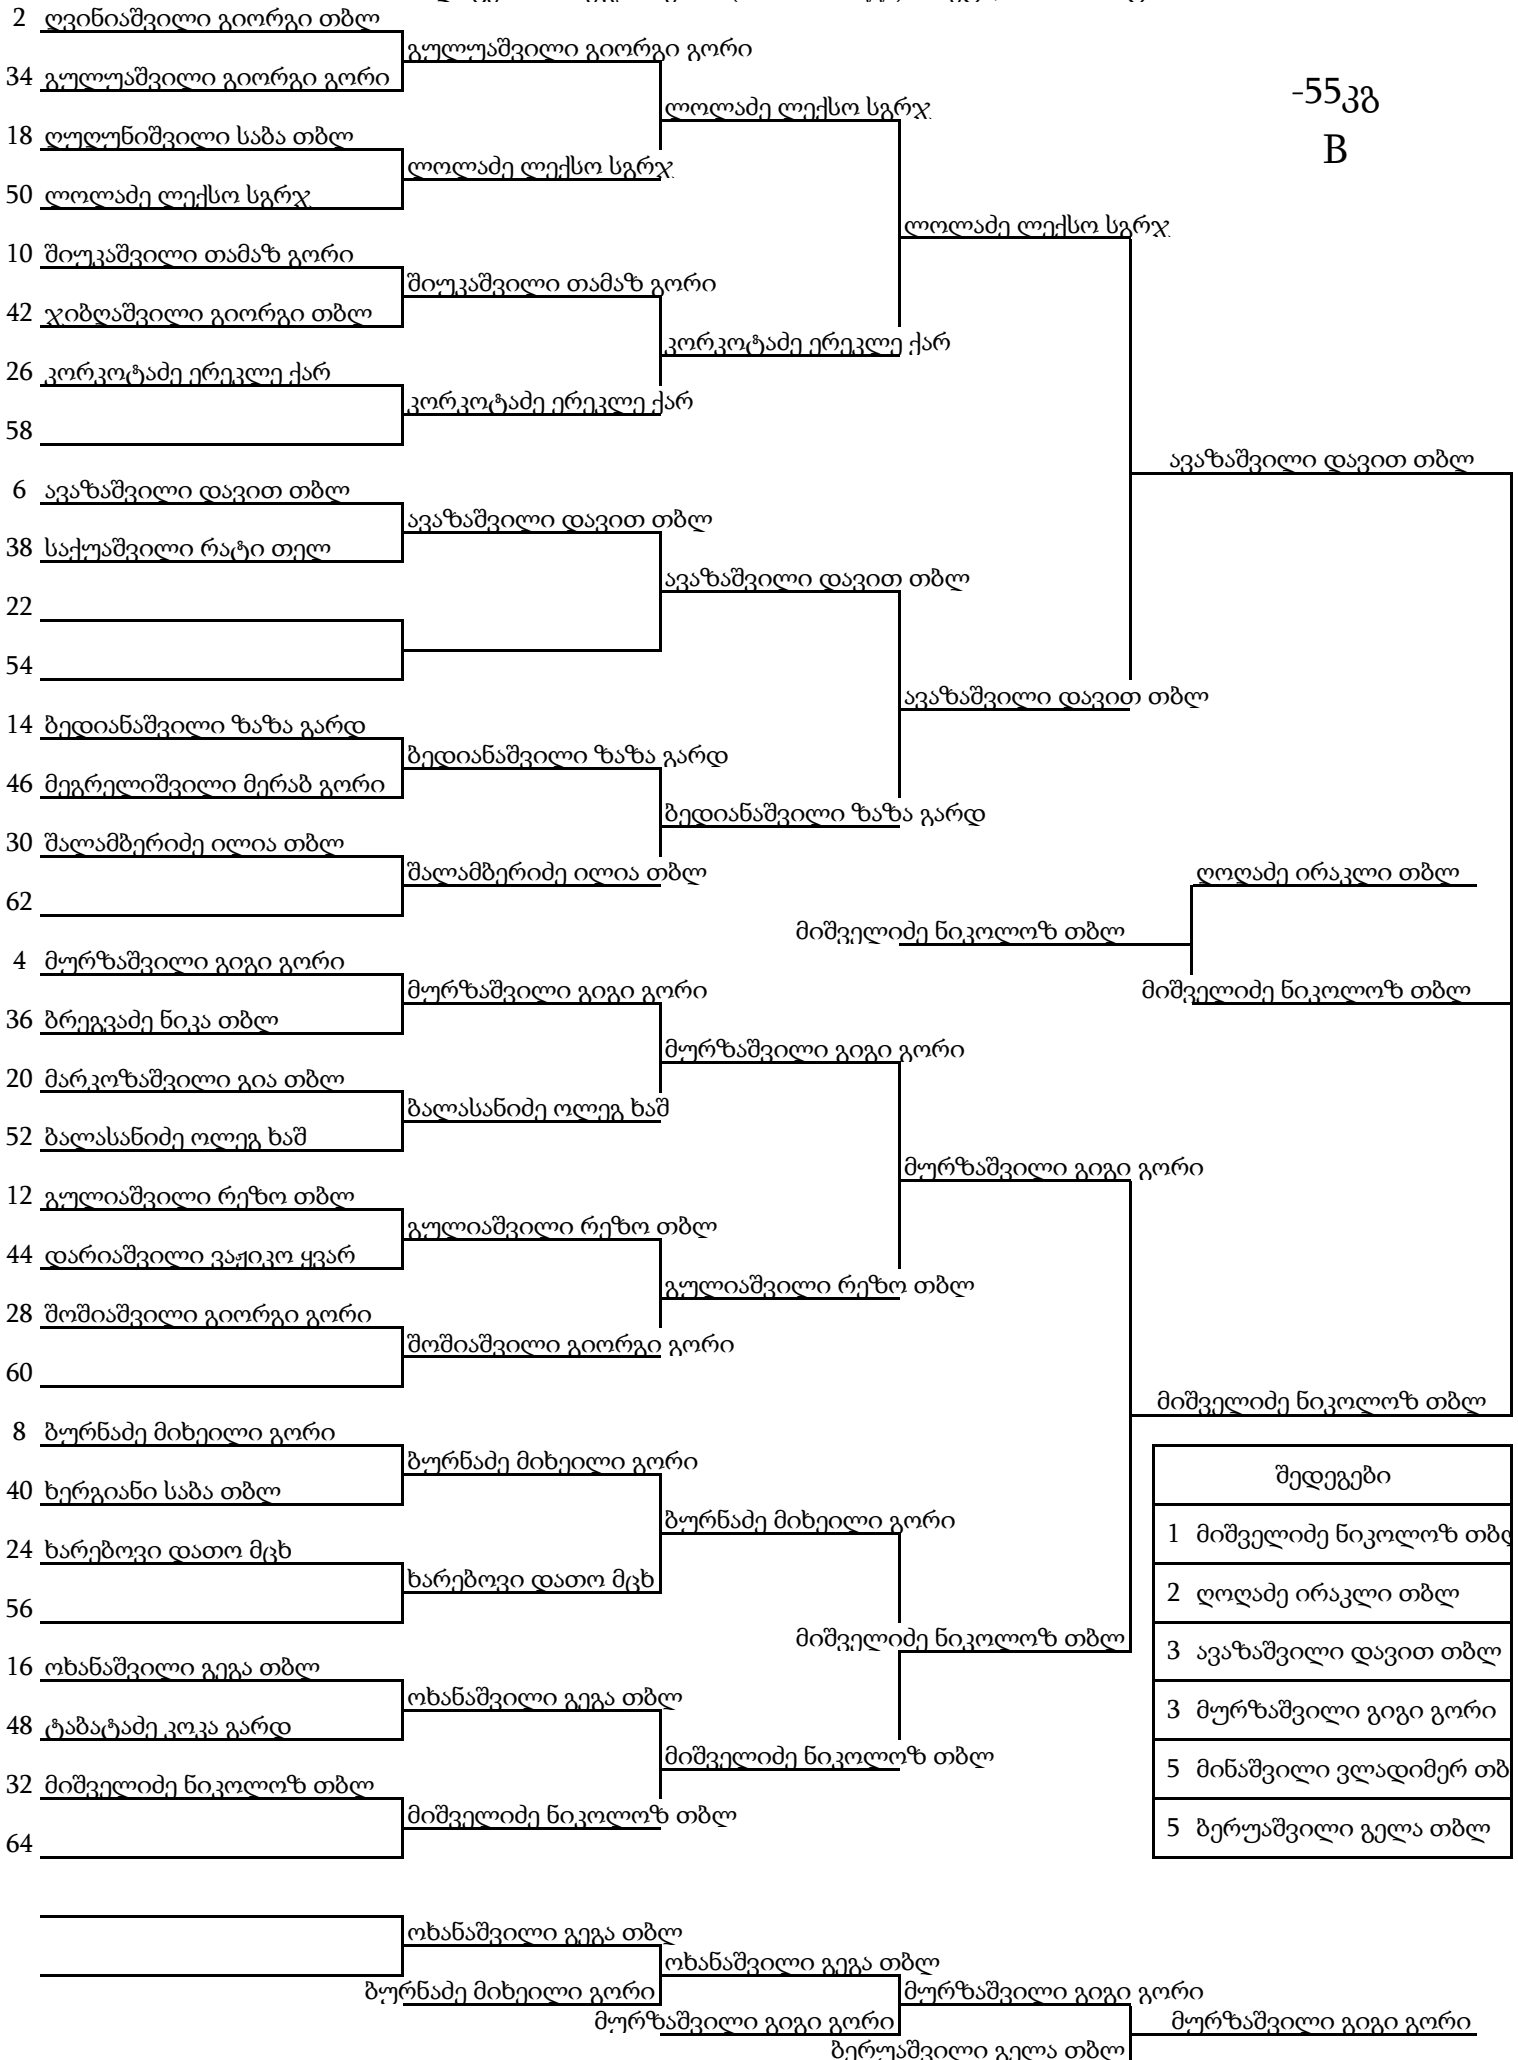 2 ღვინიაშვილი გიორგი თბლ
გულუაშვილი გიორგი გორი
34 გულუაშვილი გიორგი გორი
-55კგ
ლოლაძე ლექსო სგრჯ
18 ღუღუნიშვილი საბა თბლ
B
ლოლაძე ლექსო სგრჯ
50 ლოლაძე ლექსო სგრჯ
ლოლაძე ლექსო სგრჯ
10 შიუკაშვილი თამაზ გორი
შიუკაშვილი თამაზ გორი
42 ჯიბღაშვილი გიორგი თბლ
კორკოტაძე ერეკლე ქარ
26 კორკოტაძე ერეკლე ქარ
კორკოტაძე ერეკლე ქარ
58
ავაზაშვილი დავით თბლ
6 ავაზაშვილი დავით თბლ
ავაზაშვილი დავით თბლ
38 საქუაშვილი რატი თელ
ავაზაშვილი დავით თბლ
22
54
ავაზაშვილი დავით თბლ
14 ბედიანაშვილი ზაზა გარდ
ბედიანაშვილი ზაზა გარდ
46 მეგრელიშვილი მერაბ გორი
ბედიანაშვილი ზაზა გარდ
30 შალამბერიძე ილია თბლ
შალამბერიძე ილია თბლ
ღოღაძე ირაკლი თბლ
62
მიშველიძე ნიკოლოზ თბლ
4 მურზაშვილი გიგი გორი
მურზაშვილი გიგი გორი
მიშველიძე ნიკოლოზ თბლ
36 ბრეგვაძე ნიკა თბლ
მურზაშვილი გიგი გორი
20 მარკოზაშვილი გია თბლ
ბალასანიძე ოლეგ ხაშ
52 ბალასანიძე ოლეგ ხაშ
მურზაშვილი გიგი გორი
12 გულიაშვილი რეზო თბლ
გულიაშვილი რეზო თბლ
44 დარიაშვილი ვაჟიკო ყვარ
გულიაშვილი რეზო თბლ
28 შოშიაშვილი გიორგი გორი
შოშიაშვილი გიორგი გორი
60
მიშველიძე ნიკოლოზ თბლ
8 ბურნაძე მიხეილი გორი
ბურნაძე მიხეილი გორი
შედეგები
40 ხერგიანი საბა თბლ
ბურნაძე მიხეილი გორი
1 მიშველიძე ნიკოლოზ თბლ
24 ხარებოვი დათო მცხ
ხარებოვი დათო მცხ
2 ღოღაძე ირაკლი თბლ
56
მიშველიძე ნიკოლოზ თბლ
3 ავაზაშვილი დავით თბლ
16 ოხანაშვილი გეგა თბლ
ოხანაშვილი გეგა თბლ
3 მურზაშვილი გიგი გორი
48 ტაბატაძე კოკა გარდ
მიშველიძე ნიკოლოზ თბლ
5 მინაშვილი ვლადიმერ თბ
32 მიშველიძე ნიკოლოზ თბლ
მიშველიძე ნიკოლოზ თბლ
5 ბერუაშვილი გელა თბლ
64
ოხანაშვილი გეგა თბლ
ოხანაშვილი გეგა თბლ
ბურნაძე მიხეილი გორი
მურზაშვილი გიგი გორი
მურზაშვილი გიგი გორი
მურზაშვილი გიგი გორი
ბერუაშვილი გელა თბლ